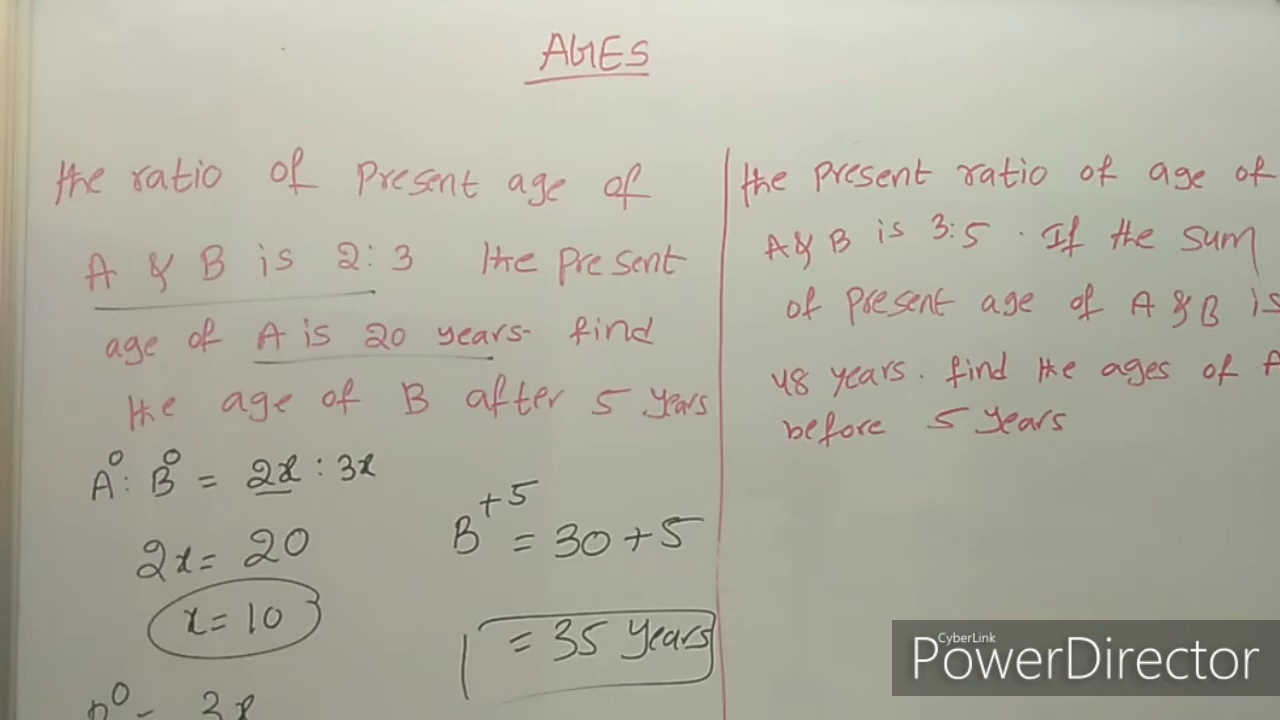 AGES
the ratio of present age of
A & B is 2:3 the present
age of A is 20 years. find
the age of B after 5 years
A⁰: B⁰ = 2x : 3x
2x = 20
x = 10
3x
B⁺⁵ = 30 + 5
= 35 years
the present ratio of age of
A & B is 3:5. If the sum
of present age of A & B is
48 years. find the ages of A
before 5 years
CyberLink
PowerDirector